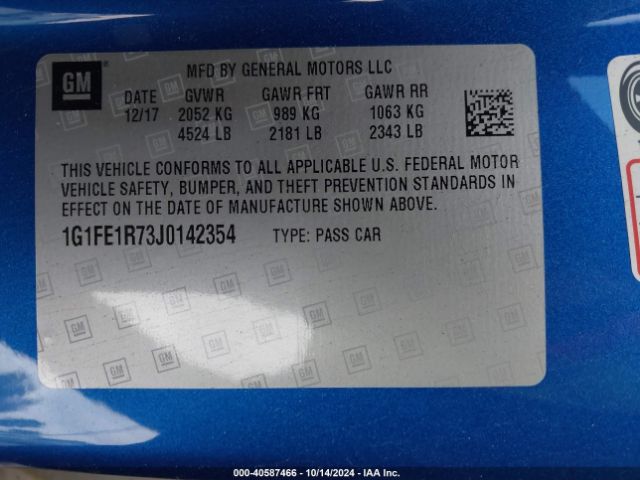 GM
MFD BY GENERAL MOTORS LLC
DATE GVWR GAWR FRT GAWR RR
12/17 2052 KG 989 KG 1063 KG
4524 LB 2181 LB 2343 LB
THIS VEHICLE CONFORMS TO ALL APPLICABLE U.S. FEDERAL MOTOR
VEHICLE SAFETY, BUMPER, AND THEFT PREVENTION STANDARDS IN
EFFECT ON THE DATE OF MANUFACTURE SHOWN ABOVE.
1G1FE1R73J0142354 TYPE: PASS CAR
000-40587466 - 10/14/2024 - IAA Inc.